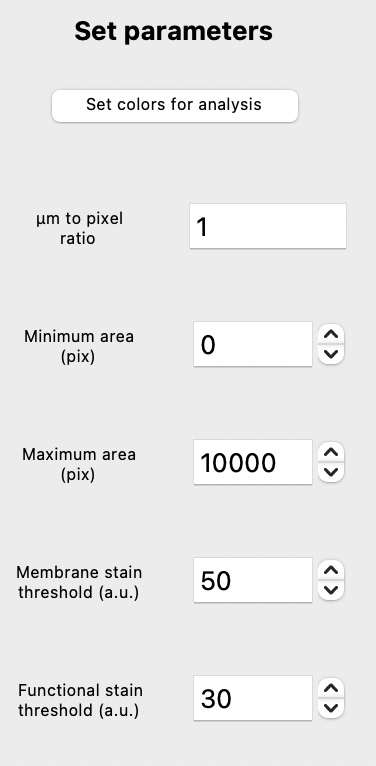 Set parameters
Set colors for analysis
µm to pixel
ratio
1
Minimum area
(pix)
0
Maximum area
(pix)
10000
Membrane stain
threshold (a.u.)
50
Functional stain
threshold (a.u.)
30